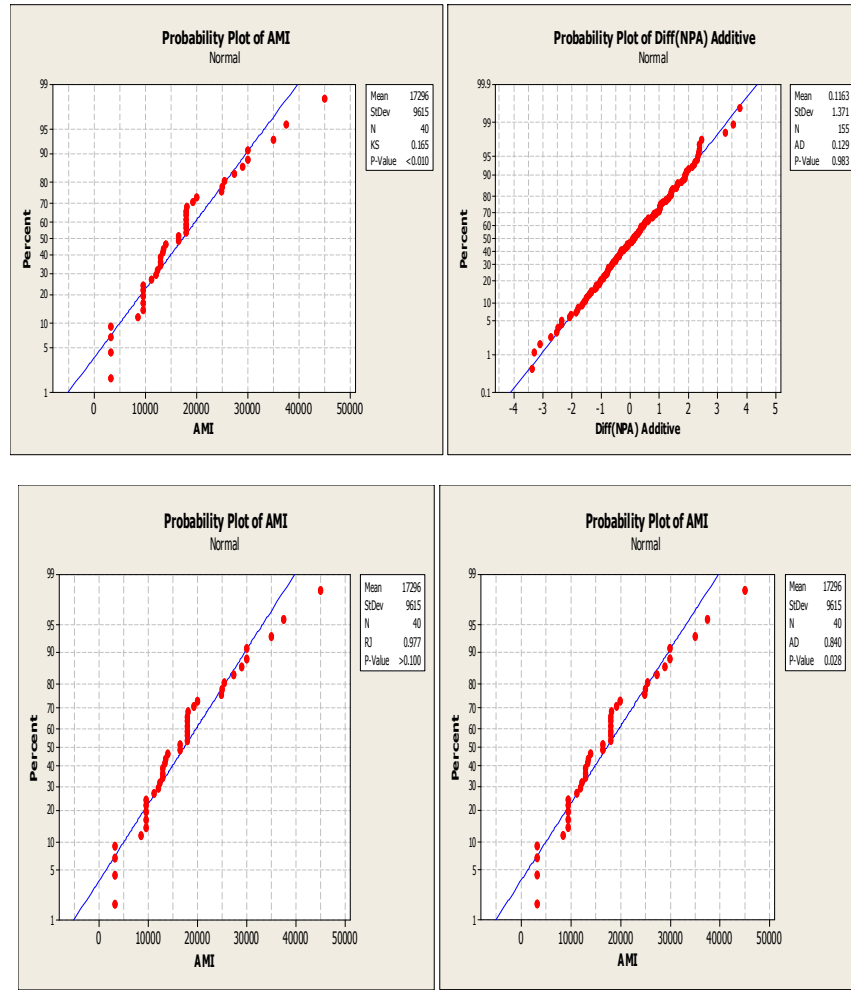 Probability Plot of AMI
Normal
Mean 17296
StDev 9615
N 40
KS 0.165
P-Value <0.010
Percent
99
95
90
80
70
60
50
40
30
20
10
5
1
0 10000 20000 30000 40000 50000
AMI
Probability Plot of Diff(NPA) Additive
Normal
Mean 0.1163
StDev 1.371
N 155
AD 0.129
P-Value 0.983
Percent
99.9
99
95
90
80
70
60
50
40
30
20
10
5
1
0.1
-4 -3 -2 -1 0 1 2 3 4 5
Diff(NPA) Additive
Probability Plot of AMI
Normal
Mean 17296
StDev 9615
N 40
RJ 0.977
P-Value >0.100
Percent
99
95
90
80
70
60
50
40
30
20
10
5
1
0 10000 20000 30000 40000 50000
AMI
Probability Plot of AMI
Normal
Mean 17296
StDev 9615
N 40
AD 0.840
P-Value 0.028
Percent
99
95
90
80
70
60
50
40
30
20
10
5
1
0 10000 20000 30000 40000 50000
AMI